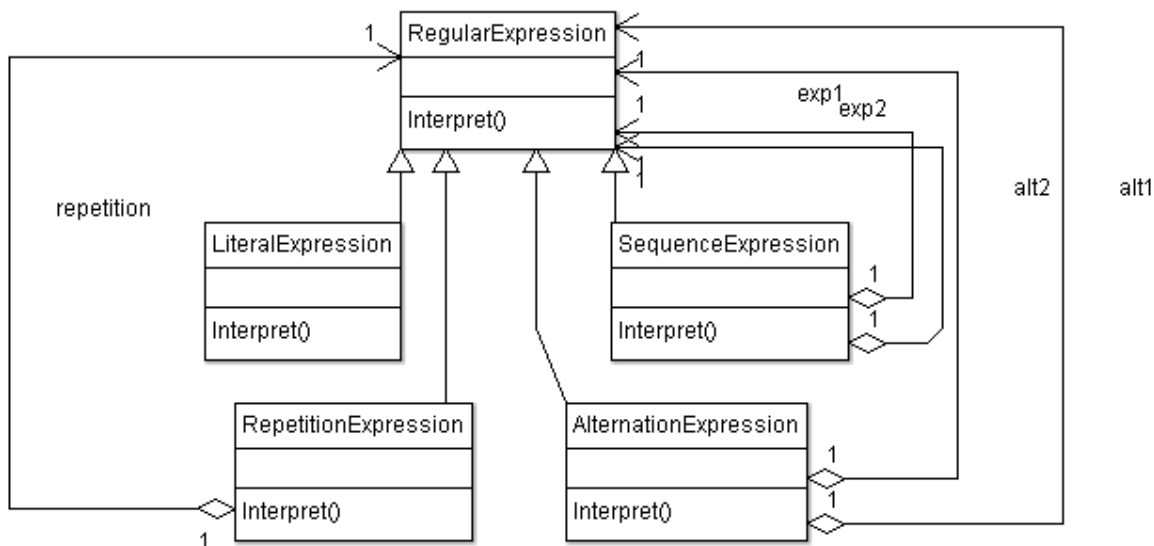 1
RegularExpression
1
exp1
Interpret()
1
exp2
1
repetition
alt2
alt1
LiteralExpression
SequenceExpression
1
Interpret()
Interpret()
1
RepetitionExpression
AlternationExpression
1
Interpret()
Interpret()
1
1